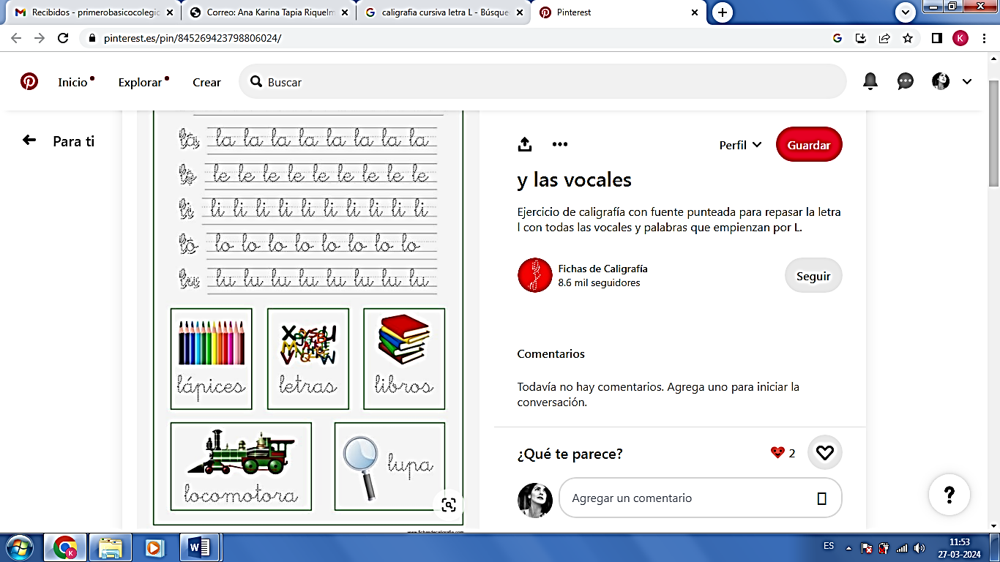 Recibidos - primerobasicocolegio
Correo: Ana Karina Tapia Riquelm
caligrafia cursiva letra L - Búsque
Pinterest
pinterest.es/pin/845269423798806024/
K
Inicio
Explorar
Crear
Buscar
Para ti
la la la la la la la la la
le le le le le le le le le le
li li li li li li li li li li
lo lo lo lo lo lo lo lo lo
lu lu lu lu lu lu lu lu lu
lápices
letras
libros
locomotora
lupa
www.fichasdecaligrafia.com
Perfil
Guardar
y las vocales
Ejercicio de caligrafía con fuente punteada para repasar la letra
l con todas las vocales y palabras que empienzan por L.
Fichas de Caligrafía
8.6 mil seguidores
Seguir
Comentarios
Todavía no hay comentarios. Agrega uno para iniciar la
conversación.
¿Qué te parece?
2
Agregar un comentario
?
ES
11:53
27-03-2024